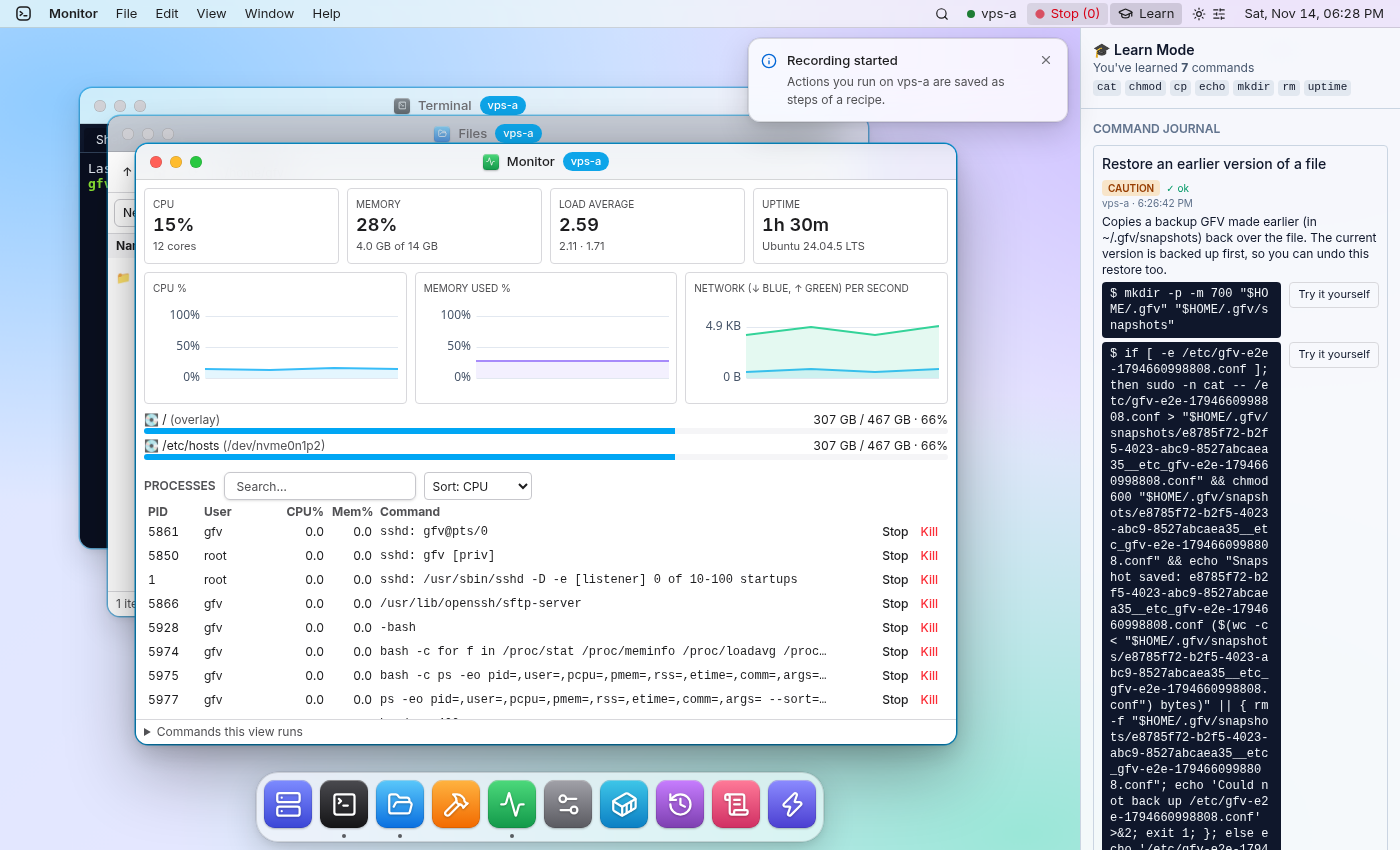 Monitor File Edit View Window Help
vps-a Stop (0) Learn Sat, Nov 14, 06:28 PM
Recording started
Actions you run on vps-a are saved as
steps of a recipe.
Terminal vps-a
Files vps-a
Monitor vps-a
CPU
15%
12 cores
MEMORY
28%
4.0 GB of 14 GB
LOAD AVERAGE
2.59
2.11 · 1.71
UPTIME
1h 30m
Ubuntu 24.04.5 LTS
CPU %
100%
50%
0%
MEMORY USED %
100%
50%
0%
NETWORK (↓ BLUE, ↑ GREEN) PER SECOND
4.9 KB
0 B
/ (overlay) 307 GB / 467 GB · 66%
/etc/hosts (/dev/nvme0n1p2) 307 GB / 467 GB · 66%
PROCESSES Search... Sort: CPU
PID User CPU% Mem% Command
5861 gfv 0.0 0.0 sshd: gfv@pts/0 Stop Kill
5850 root 0.0 0.0 sshd: gfv [priv] Stop Kill
1 root 0.0 0.0 sshd: /usr/sbin/sshd -D -e [listener] 0 of 10-100 startups Stop Kill
5866 gfv 0.0 0.0 /usr/lib/openssh/sftp-server Stop Kill
5928 gfv 0.0 0.0 -bash Stop Kill
5974 gfv 0.0 0.0 bash -c for f in /proc/stat /proc/meminfo /proc/loadavg /proc… Stop Kill
5975 gfv 0.0 0.0 bash -c ps -eo pid=,user=,pcpu=,pmem=,rss=,etime=,comm=,args=… Stop Kill
5977 gfv 0.0 0.0 ps -eo pid=,user=,pcpu=,pmem=,rss=,etime=,comm=,args= --sort=… Stop Kill
Commands this view runs
Learn Mode
You've learned 7 commands
cat chmod cp echo mkdir rm uptime
COMMAND JOURNAL
Restore an earlier version of a file
CAUTION ✓ ok
vps-a · 6:26:42 PM
Copies a backup GFV made earlier (in
~/.gfv/snapshots) back over the file. The current
version is backed up first, so you can undo this
restore too.
$ mkdir -p -m 700 "$HO
ME/.gfv" "$HOME/.gfv/s
napshots"
Try it yourself
$ if [ -e /etc/gfv-e2e
-1794660998808.conf ];
then sudo -n cat -- /e
tc/gfv-e2e-17946609988
08.conf > "$HOME/.gfv/
snapshots/e8785f72-b2f
5-4023-abc9-8527abcaea
35__etc_gfv-e2e-179466
0998808.conf" && chmod
600 "$HOME/.gfv/snapsh
ots/e8785f72-b2f5-4023
-abc9-8527abcaea35__et
c_gfv-e2e-179466099880
8.conf" && echo "Snaps
hot saved: e8785f72-b2
f5-4023-abc9-8527abcae
a35__etc_gfv-e2e-17946
60998808.conf ($(wc -c
< "$HOME/.gfv/snapshot
s/e8785f72-b2f5-4023-a
bc9-8527abcaea35__etc_
gfv-e2e-1794660998808.
conf") bytes)" || { rm
-f "$HOME/.gfv/snapsho
ts/e8785f72-b2f5-4023-
abc9-8527abcaea35__etc
_gfv-e2e-179466099880
8.conf"; echo 'Could n
ot back up /etc/gfv-e2
e-1794660998808.conf'
>&2; exit 1; }; else e
cho '/etc/gfv-e2e-1794
Try it yourself